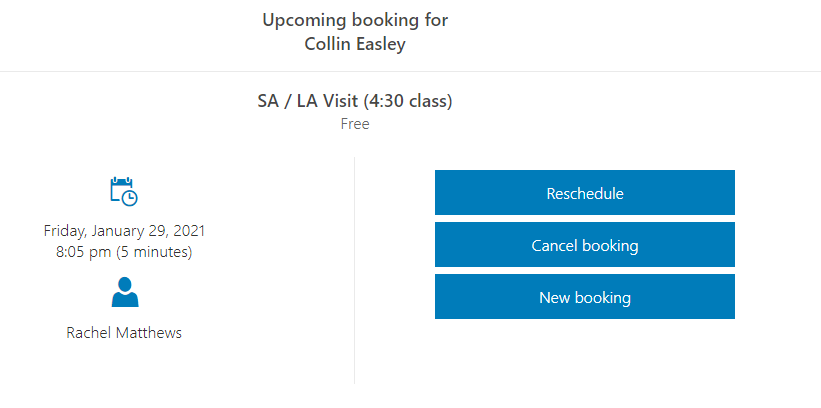 Upcoming booking for
Collin Easley
SA / LA Visit (4:30 class)
Free
Friday, January 29, 2021
8:05 pm (5 minutes)
Rachel Matthews
Reschedule
Cancel booking
New booking